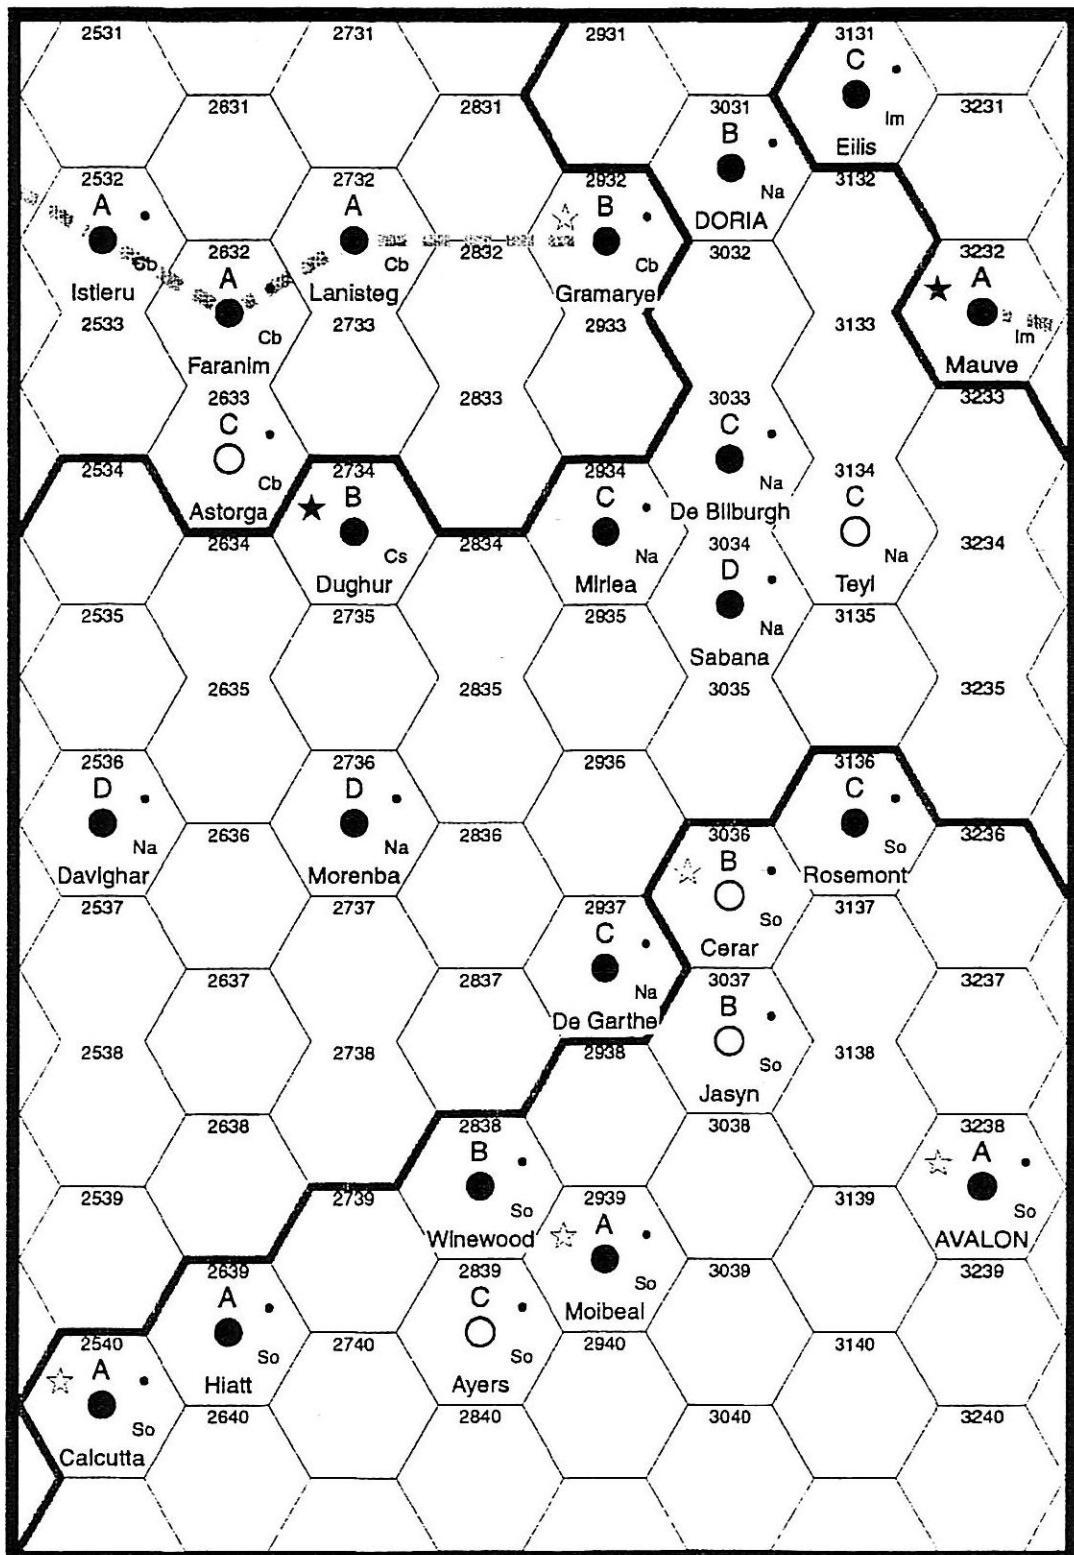 2531 2731 2931 3131
C
Im
Eilis
2631 2831 3031 3231
B
Na
DORIA
2532 2732 2932 3132
A A B
Cb Cb Cb
Istleru Lanisteg Gramarye
2632 2832 3032 3232
A A
Cb Im
Faranim Mauve
2533 2733 2933 3133
2633 2833 3033 3233
C C
Cb Na
Astorga De Bilburgh
2534 2734 2934 3134
B C C
Cs Na Na
Dughur Mirlea Teyl
2634 2834 3034 3234
D
Na
Sabana
2535 2735 2935 3135
2635 2835 3035 3235
2536 2736 2936 3136
D D C
Na Na So
Davighar Morenba Rosemont
2636 2836 3036 3236
B
So
Cerar
2537 2737 2937 3137
C
Na
De Garthe
2637 2837 3037 3237
B
So
Jasyn
2538 2738 2938 3138
2638 2838 3038 3238
B A
So So
Winewood AVALON
2539 2739 2939 3139
A
So
Moibeal
2639 2839 3039 3239
A C
So So
Hiatt Ayers
2540 2740 2940 3140
A
So
Calcutta
2640 2840 3040 3240